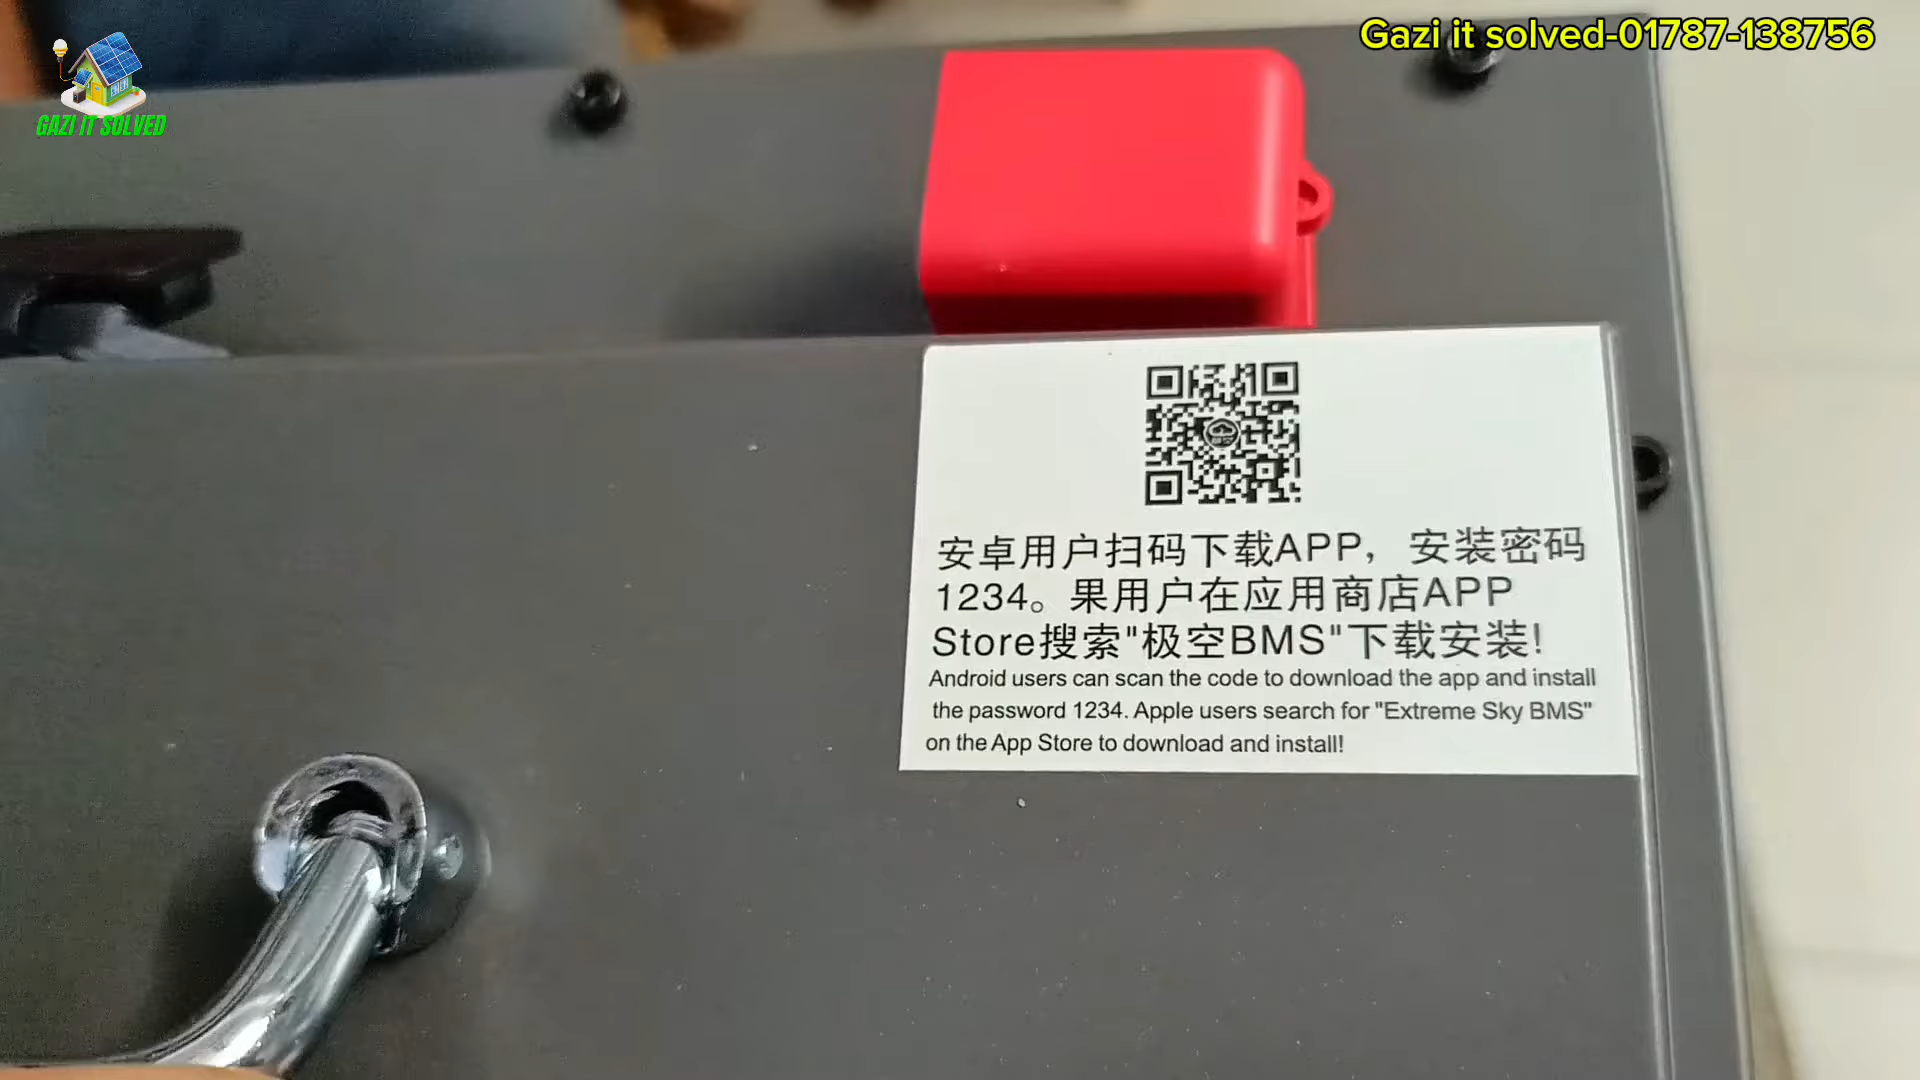 Gazi it solved-01787-138756
GAZI IT SOLVED
安卓用户扫码下载APP，安装密码
1234。果用户在应用商店APP
Store搜索"极空BMS"下载安装!
Android users can scan the code to download the app and install
the password 1234. Apple users search for "Extreme Sky BMS"
on the App Store to download and install!